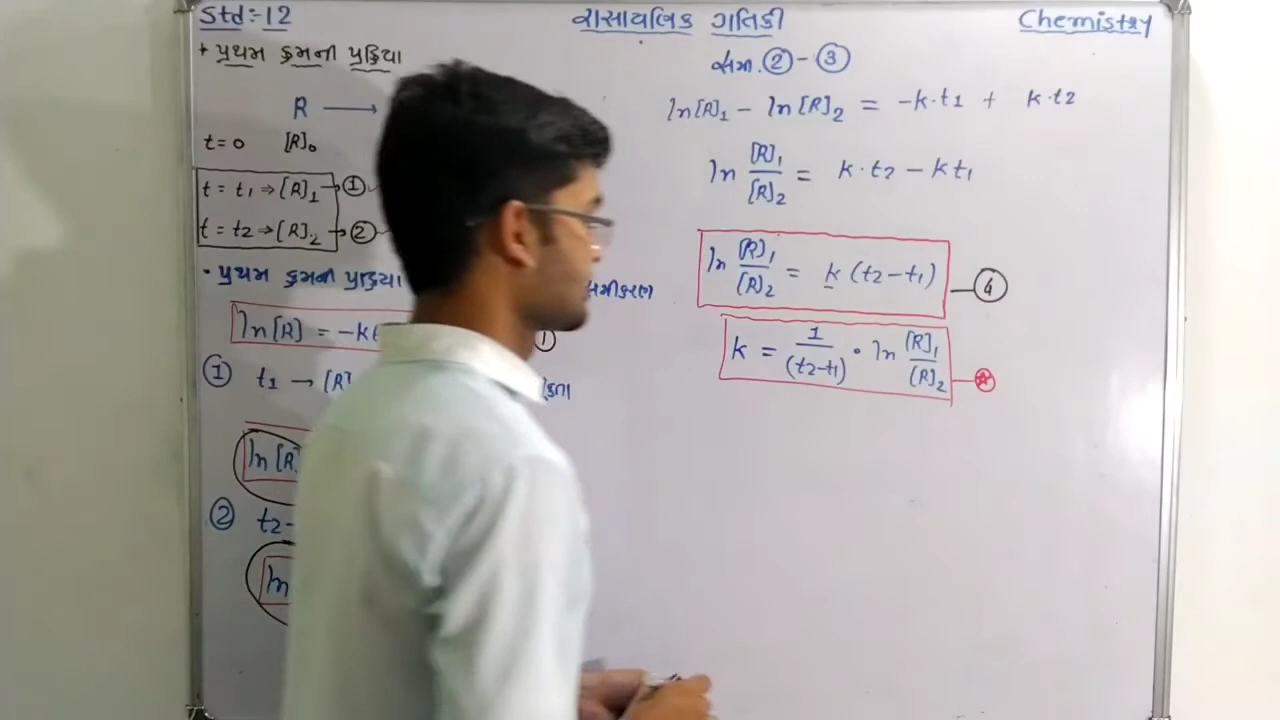 Std:-12
રાસાયણિક ગતિકી
Chemistry
+ પ્રથમ ક્રમની પ્રક્રિયા
R ⟶
t = 0 [R]₀
t = t₁ ⇒ [R]₁ → ①
t = t₂ ⇒ [R]₂ → ②
• પ્રથમ ક્રમની પ્રક્રિયા સમીકરણ
ln[R] = -kt
① t₁ → [R]
ln [R]
② t₂ -
ln
સમી. ② - ③
ln[R]₁ - ln[R]₂ = -k·t₁ + k·t₂
ln [R]₁/[R]₂ = k·t₂ - kt₁
ln [R]₁/[R]₂ = k (t₂-t₁) — ④
k = 1/(t₂-t₁) · ln [R]₁/[R]₂